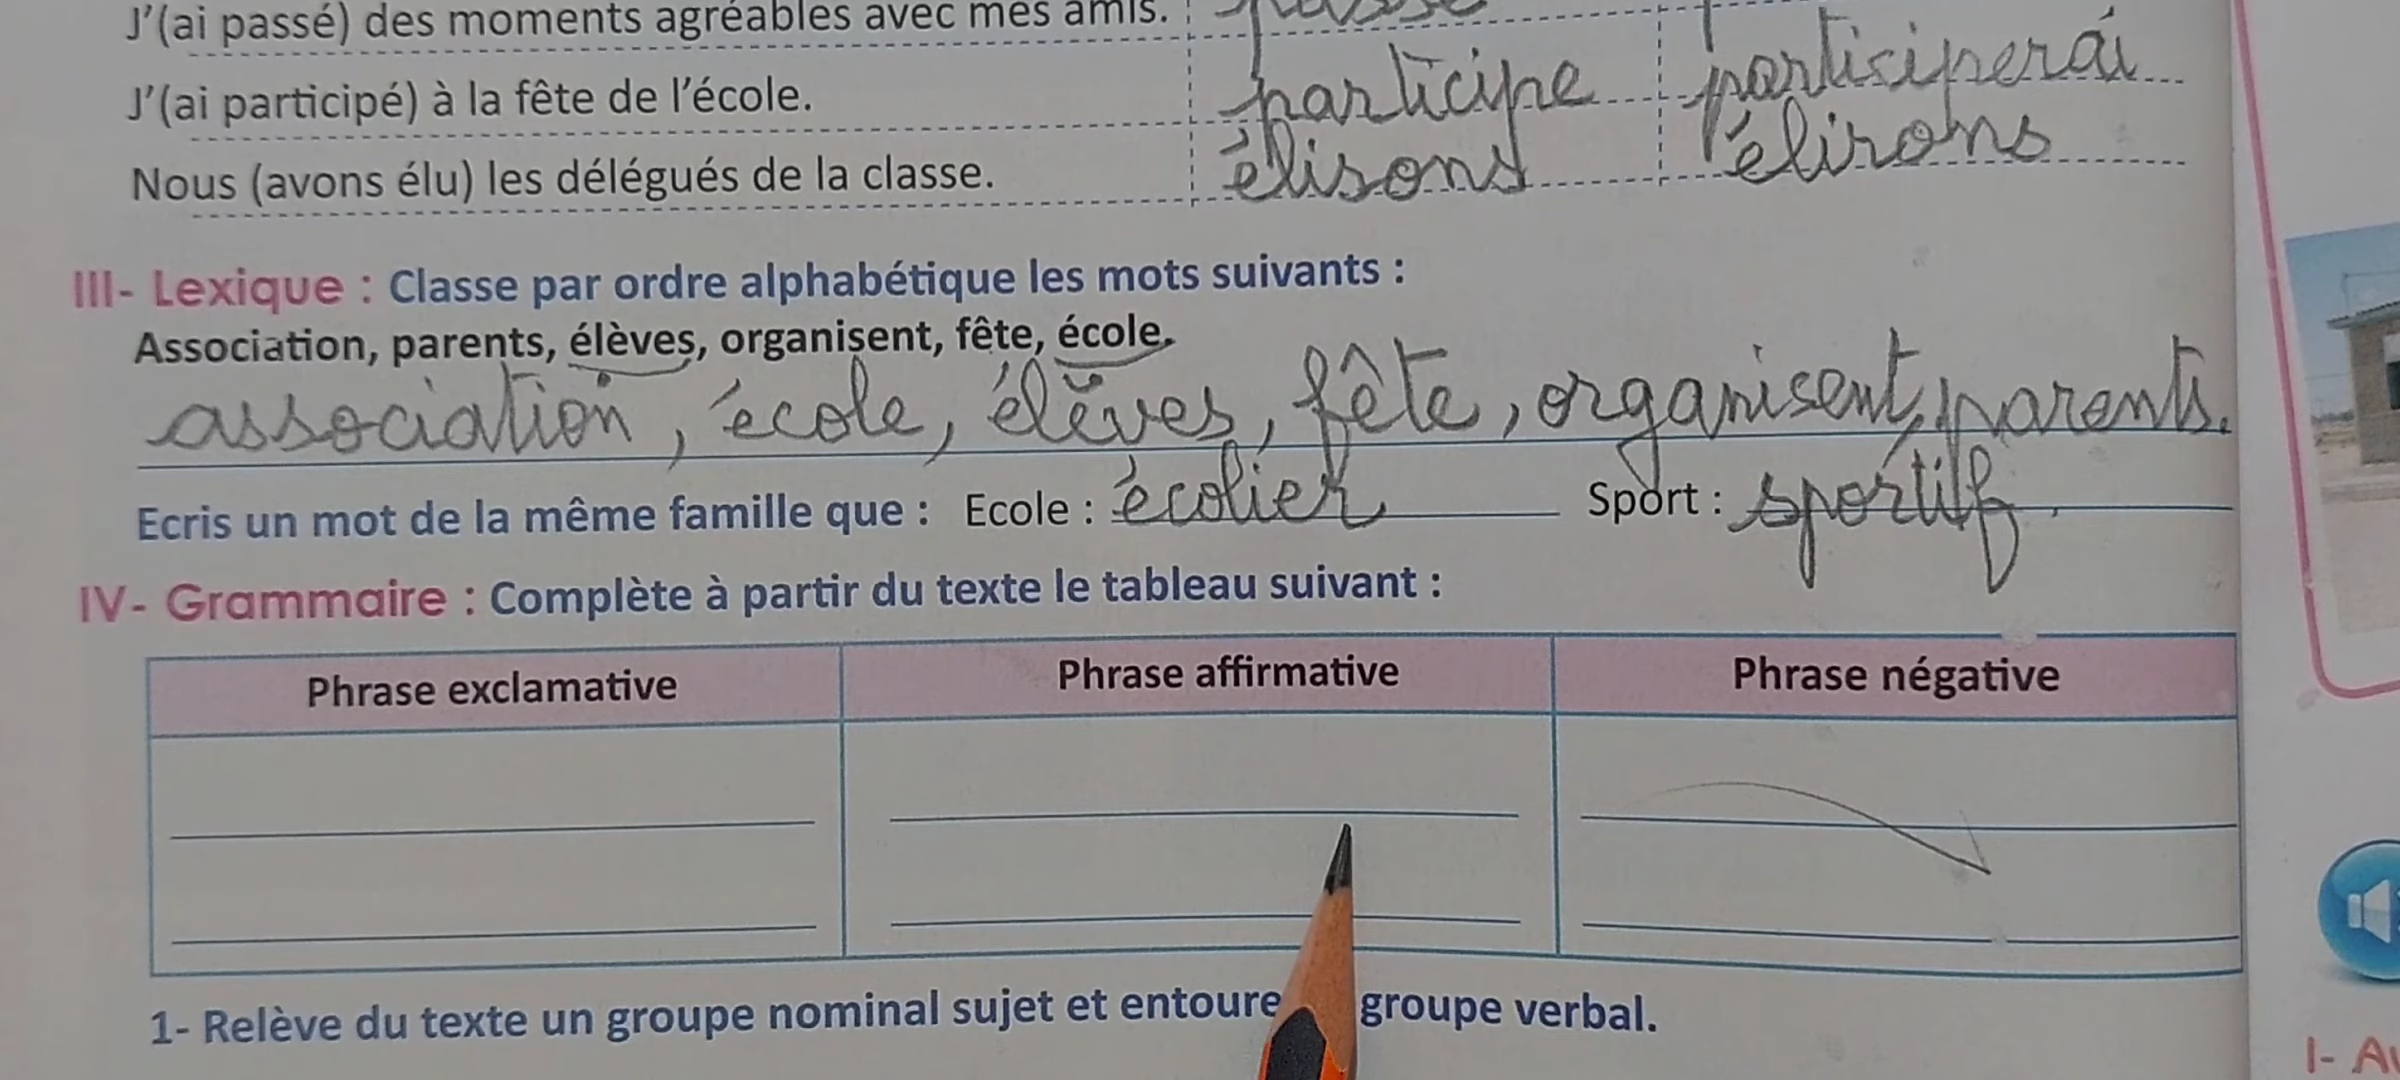 J'(ai passé) des moments agréables avec mes amis. passé
J'(ai participé) à la fête de l'école. participe participerai
Nous (avons élu) les délégués de la classe. élisons élirons
III- Lexique : Classe par ordre alphabétique les mots suivants :
Association, parents, élèves, organisent, fête, école.
association, école, élèves, fête, organisent, parents.
Ecris un mot de la même famille que : Ecole : écolier Sport : sportif.
IV- Grammaire : Complète à partir du texte le tableau suivant :
Phrase exclamative Phrase affirmative Phrase négative
1- Relève du texte un groupe nominal sujet et entoure groupe verbal.
I-